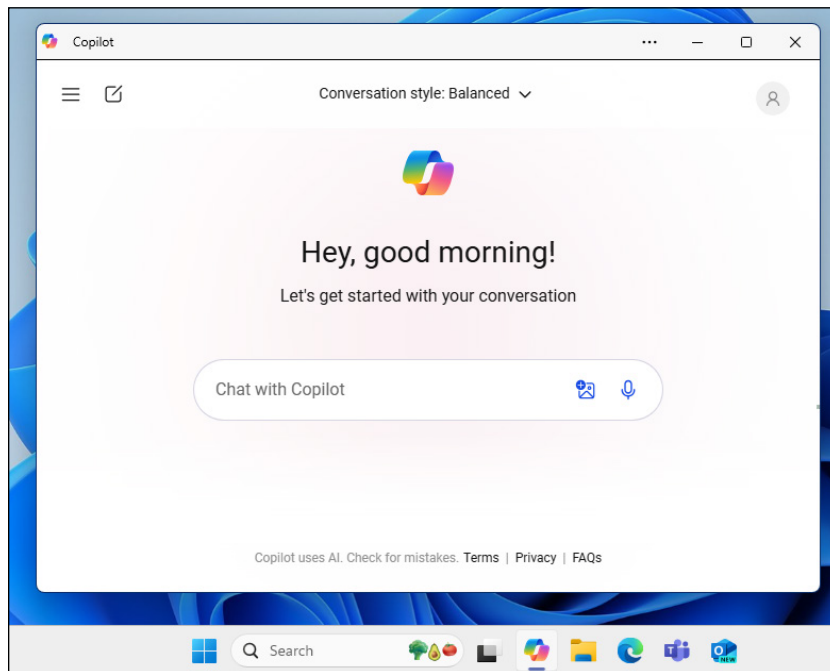 Copilot
Conversation style: Balanced
Hey, good morning!
Let's get started with your conversation
Chat with Copilot
Copilot uses AI. Check for mistakes. Terms | Privacy | FAQs
Search
NEW